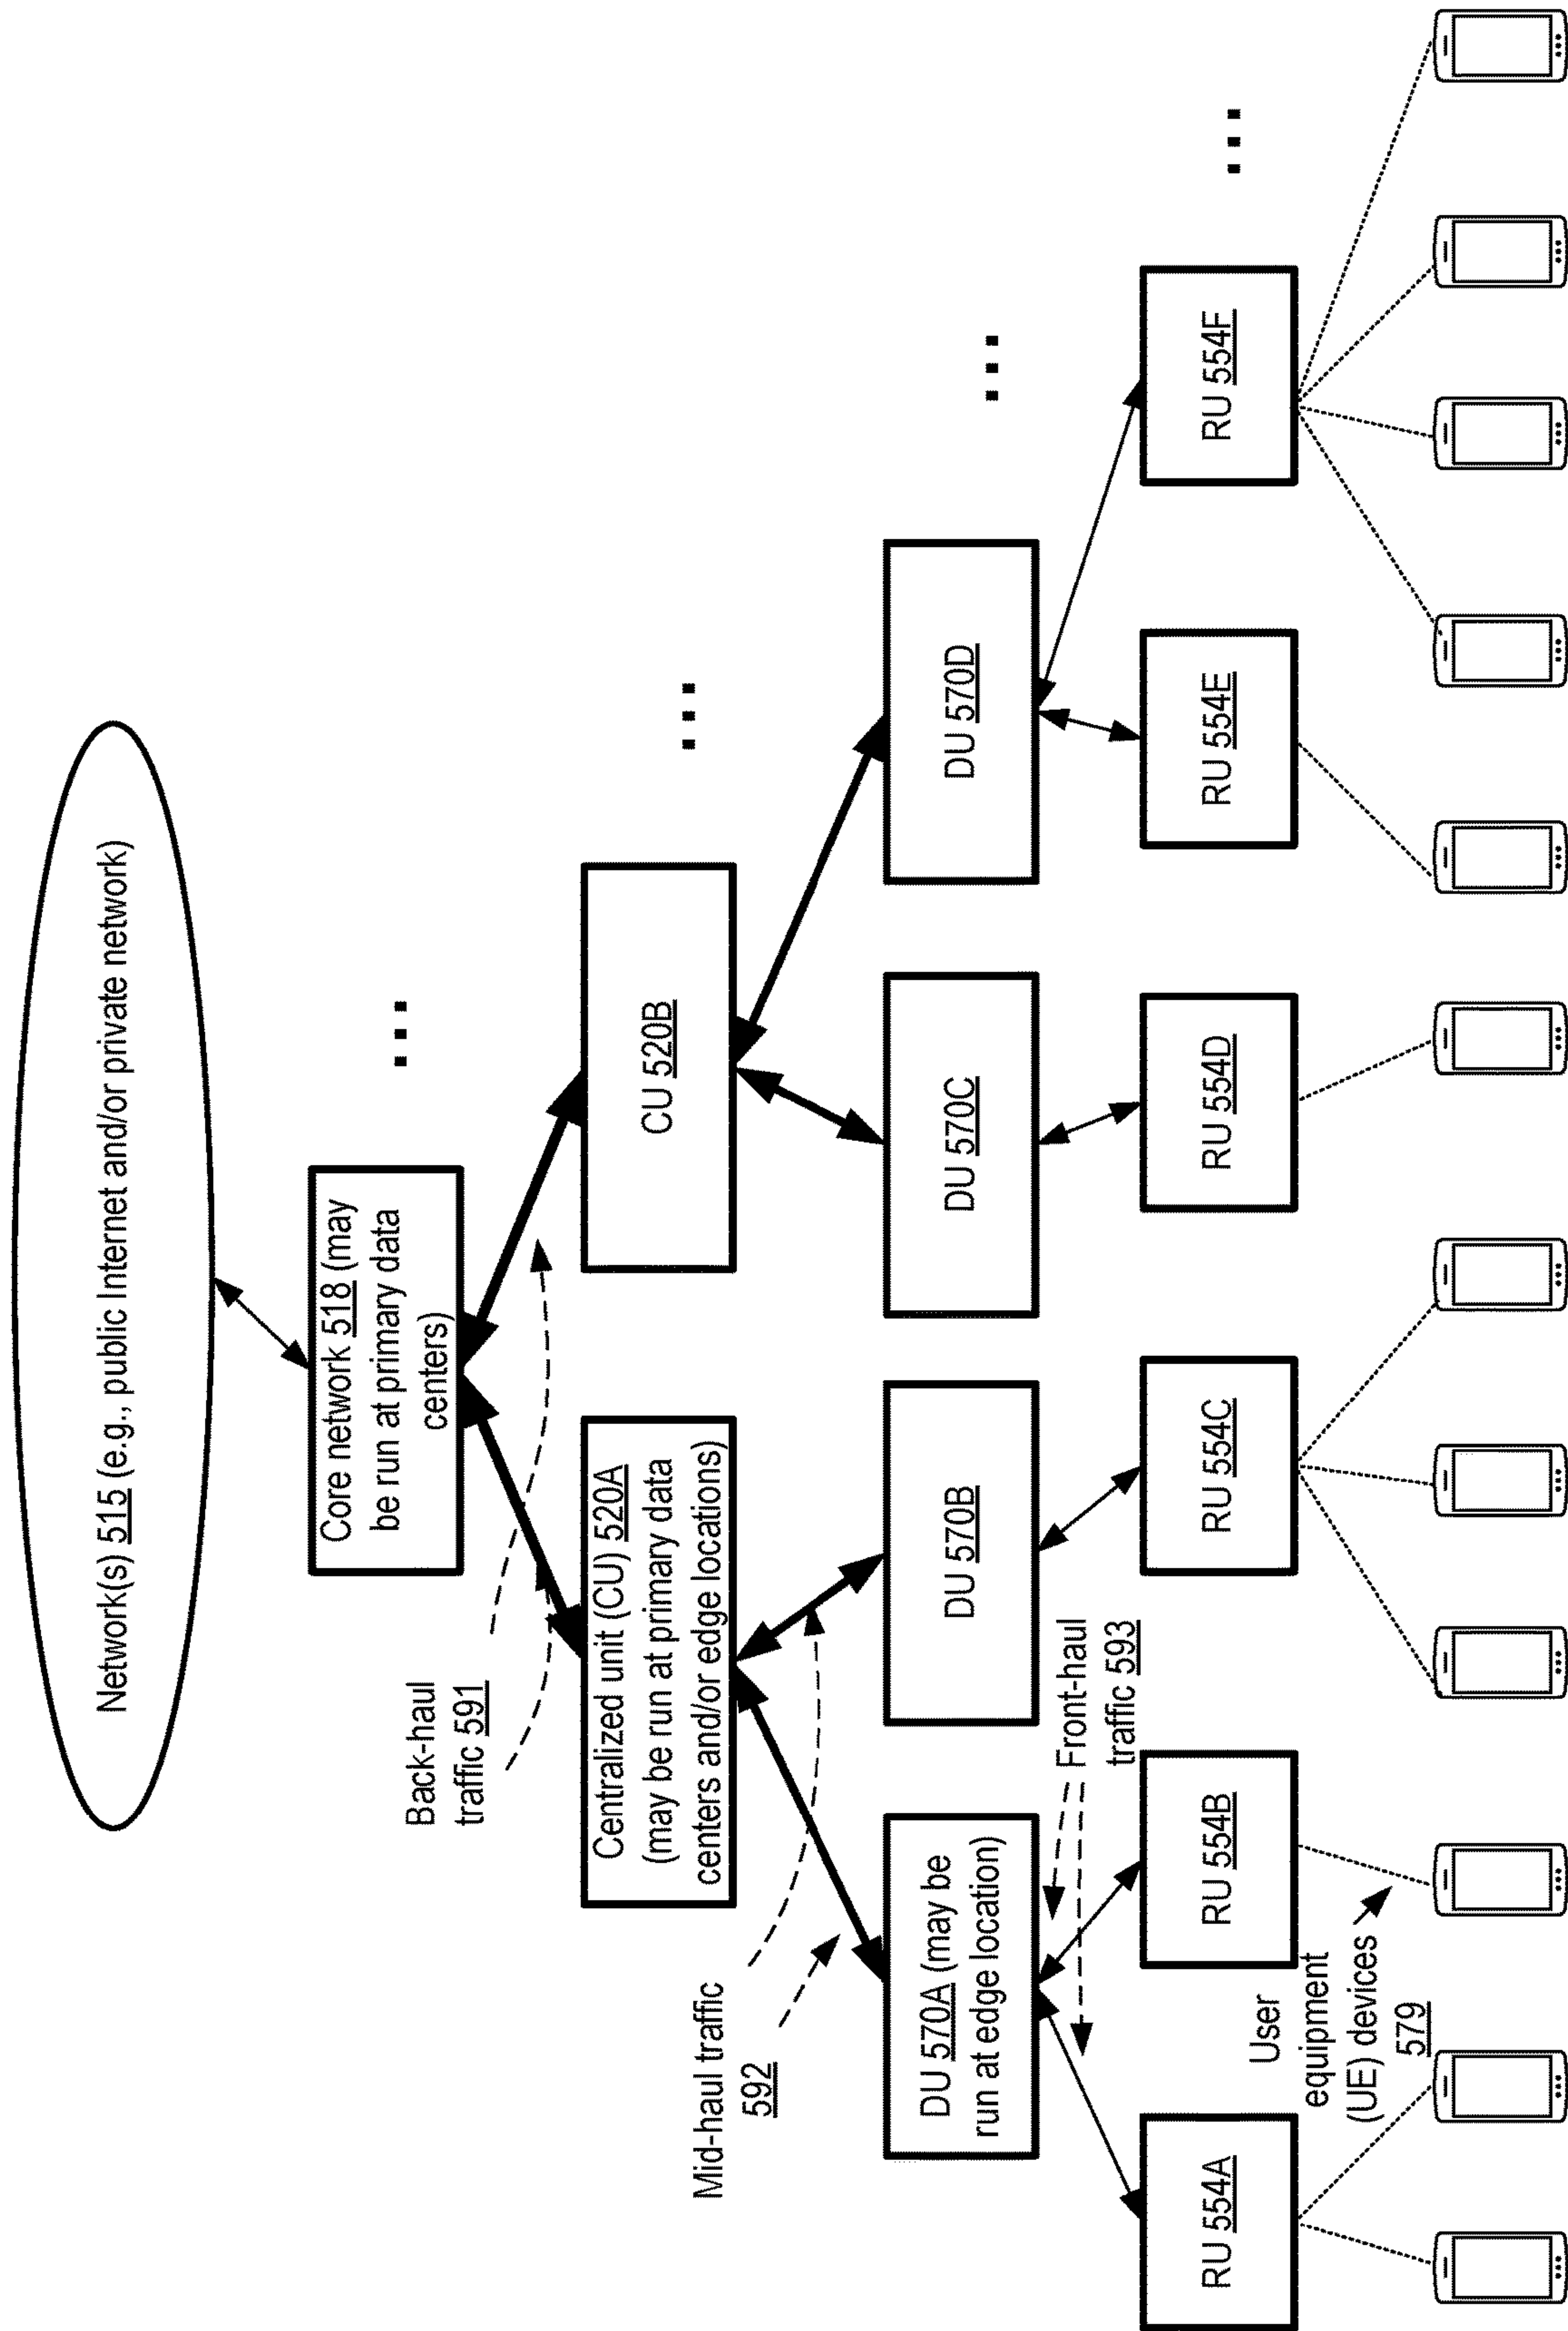 Network(s) 515 (e.g., public Internet and/or private network)
Core network 518 (may
be run at primary data
centers)
...
Back-haul
traffic 591
Centralized unit (CU) 520A
(may be run at primary data
centers and/or edge locations)
CU 520B
...
Mid-haul traffic
592
DU 570A (may be
run at edge location)
DU 570B
DU 570C
DU 570D
...
Front-haul
traffic 593
RU 554A
RU 554B
RU 554C
RU 554D
RU 554E
RU 554F
...
User
equipment
(UE) devices
579